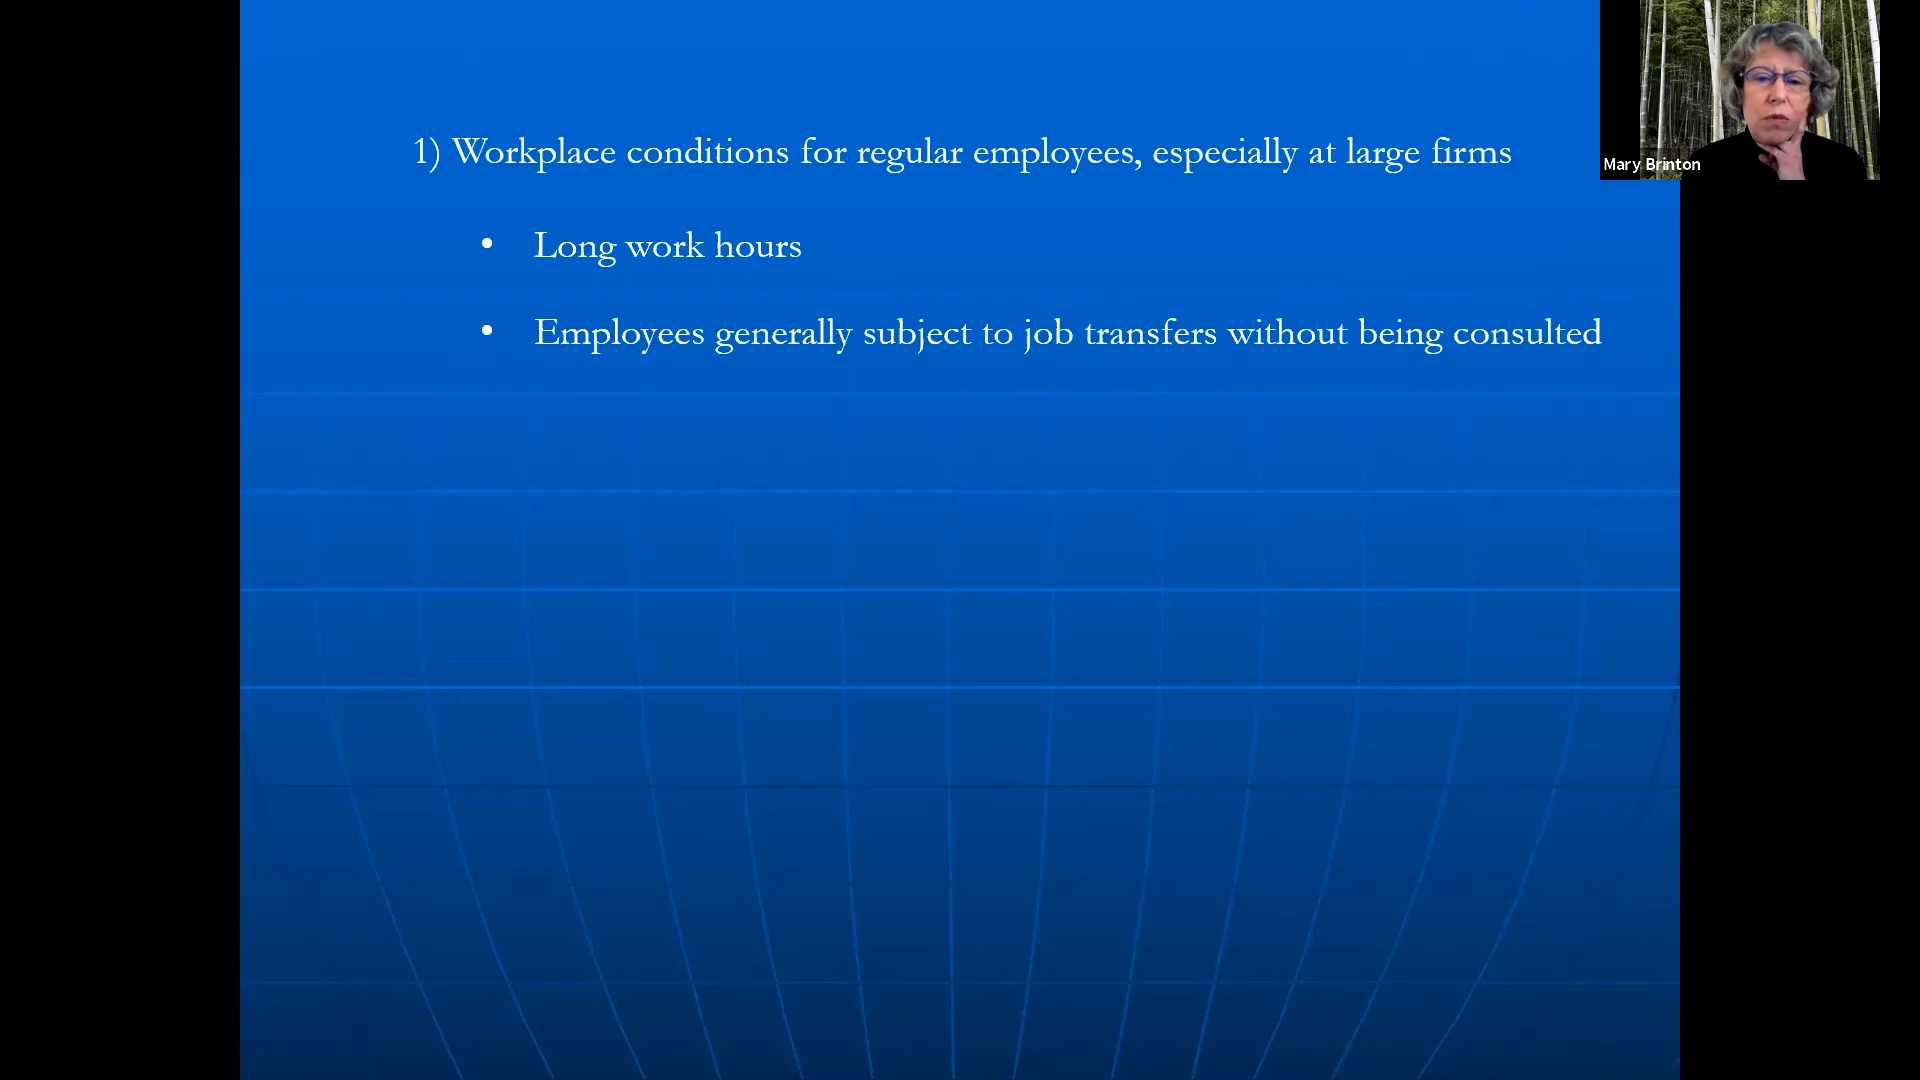 1) Workplace conditions for regular employees, especially at large firms
• Long work hours
• Employees generally subject to job transfers without being consulted
Mary Brinton